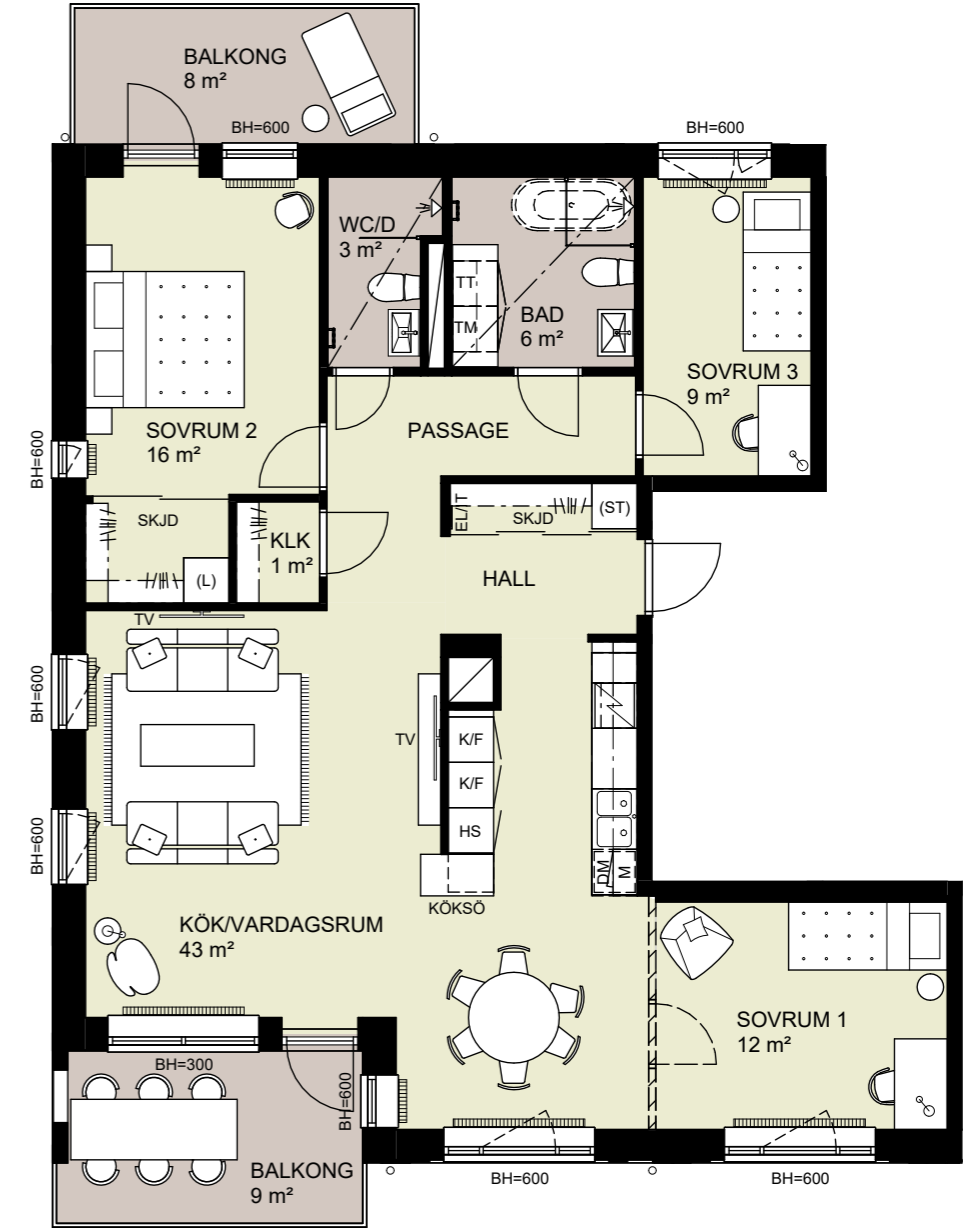 BALKONG
8 m²
BH=600
BH=600
WC/D
3 m²
TT
TM
BAD
6 m²
SOVRUM 3
9 m²
SOVRUM 2
16 m²
PASSAGE
BH=600
SKJD
(L)
KLK
1 m²
EL/IT
SKJD
(ST)
HALL
TV
BH=600
TV
K/F
K/F
HS
BH=600
DM
M
KÖKSÖ
KÖK/VARDAGSRUM
43 m²
SOVRUM 1
12 m²
BH=300
BH=600
BALKONG
9 m²
BH=600
BH=600